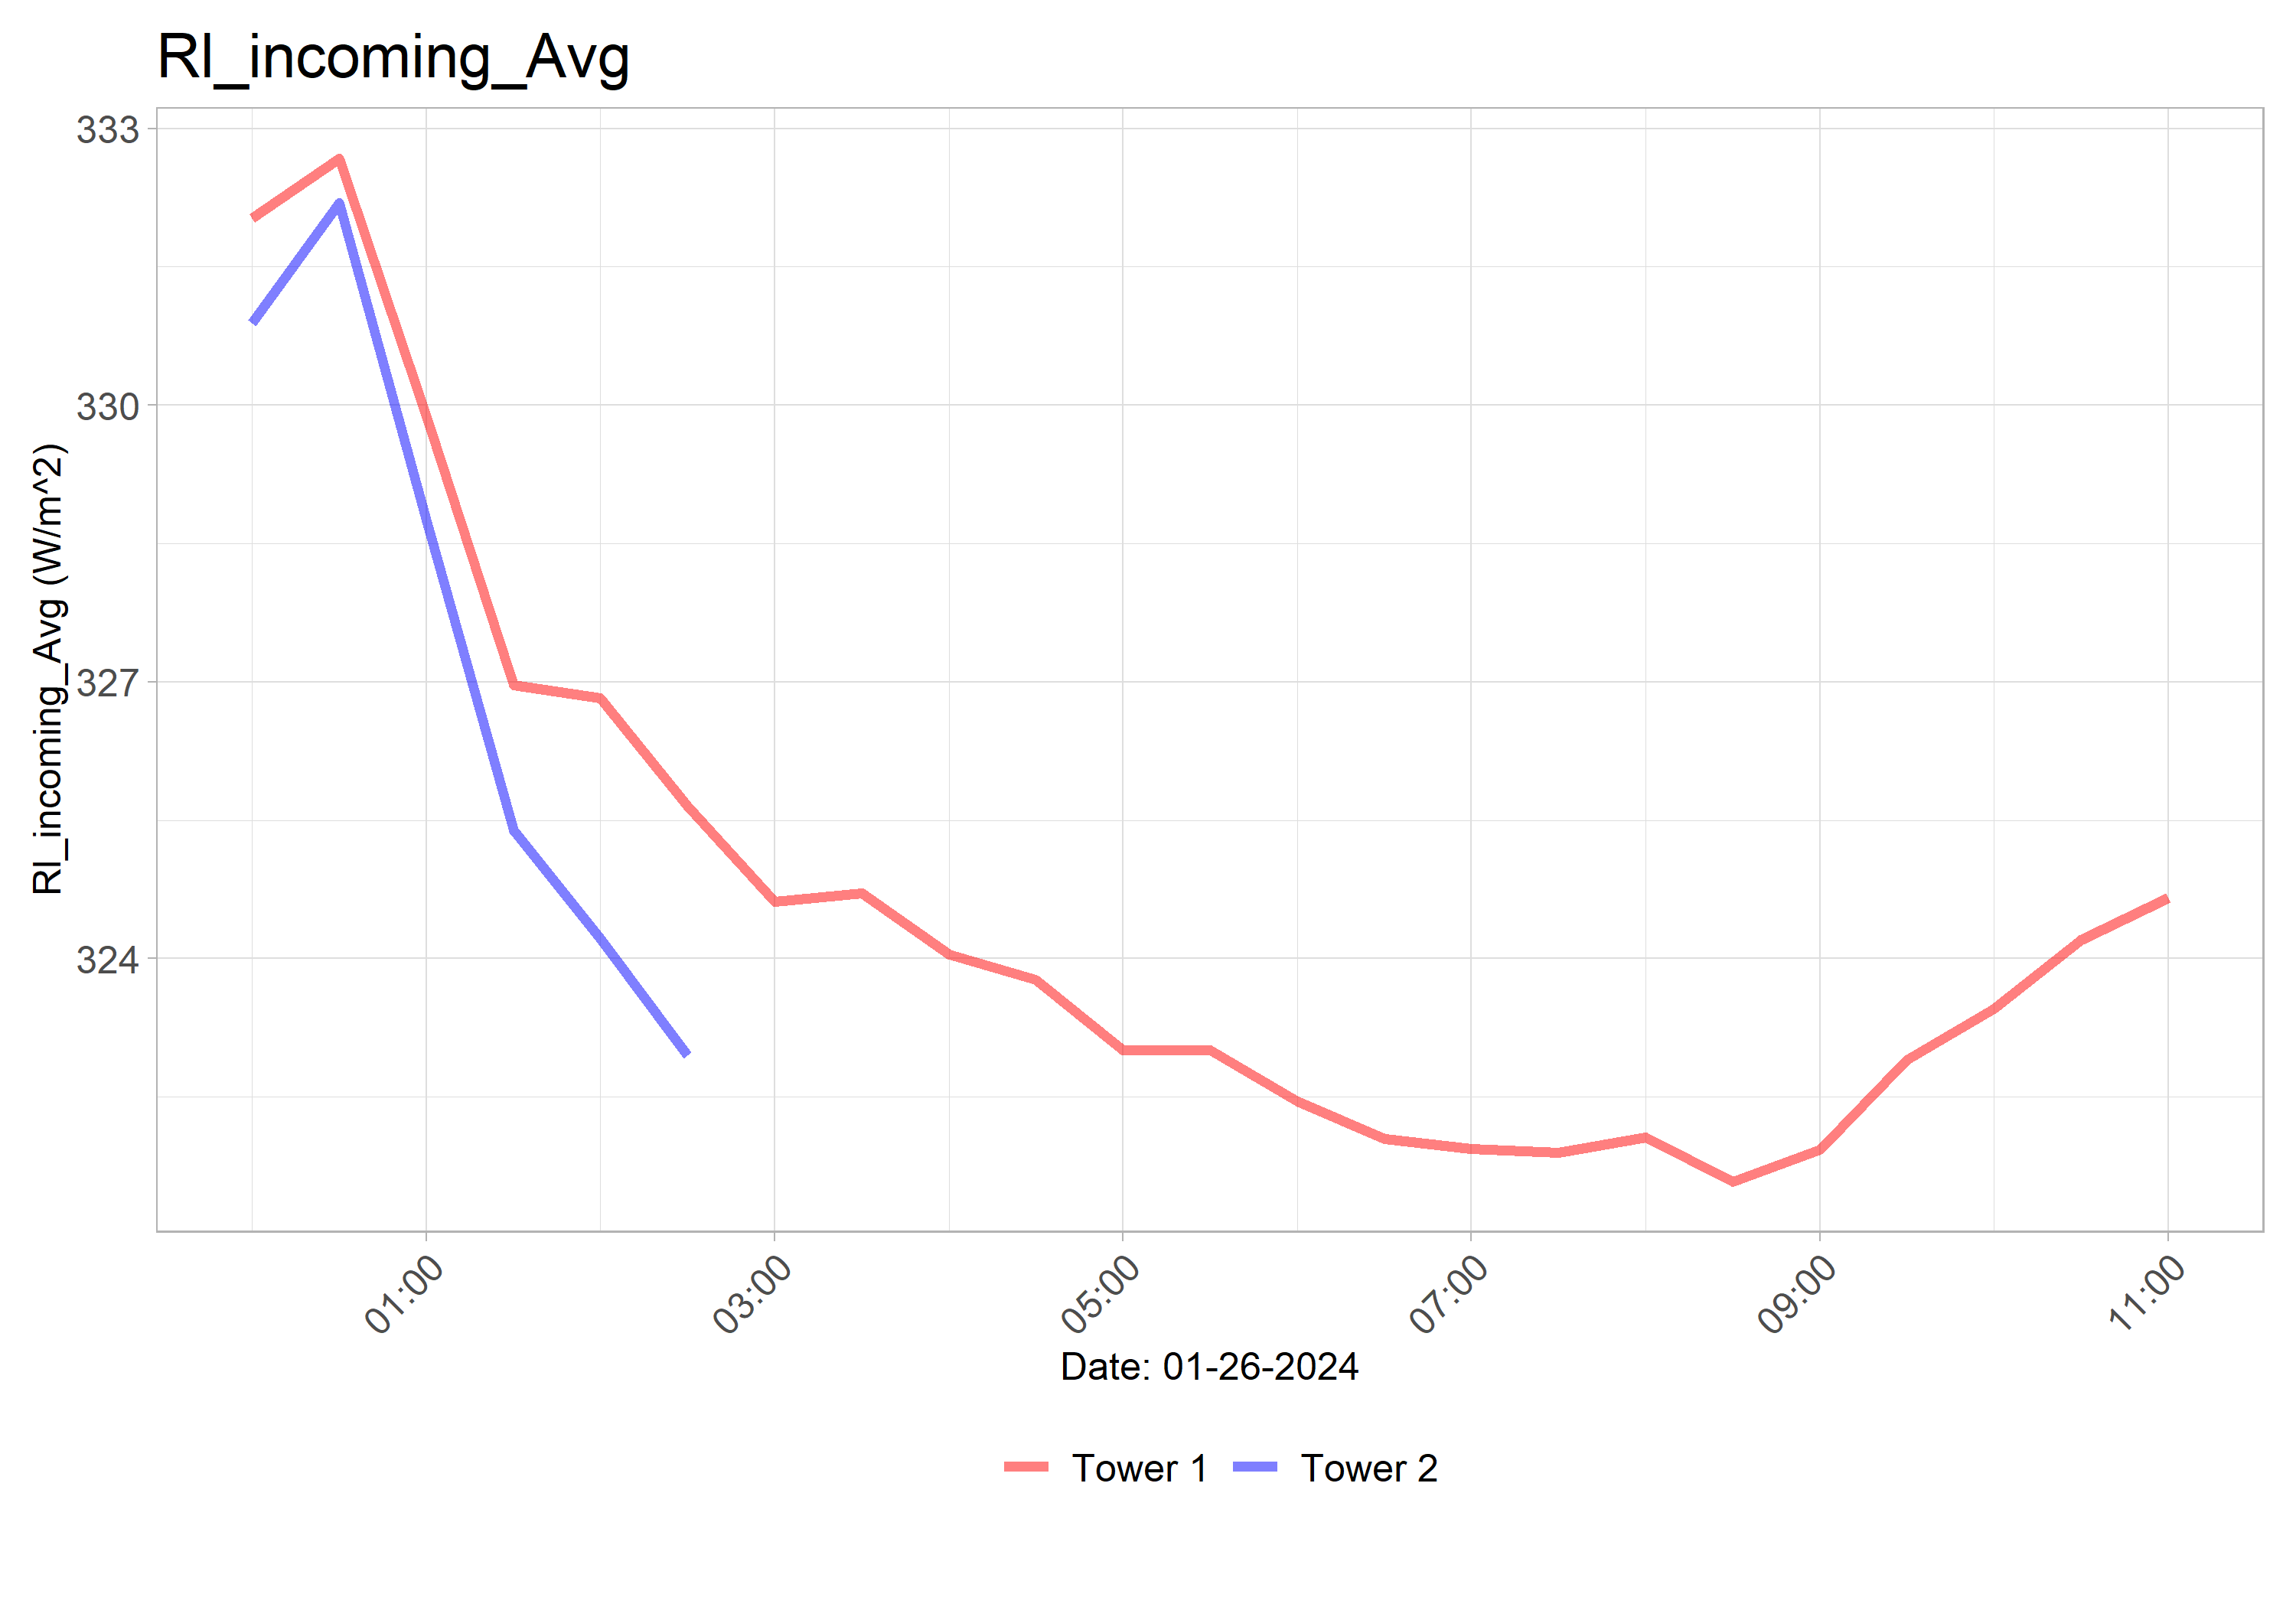 Rl_incoming_Avg
Rl_incoming_Avg (W/m^2)
333
330
327
324
01:00
03:00
05:00
07:00
09:00
11:00
Date: 01-26-2024
Tower 1
Tower 2